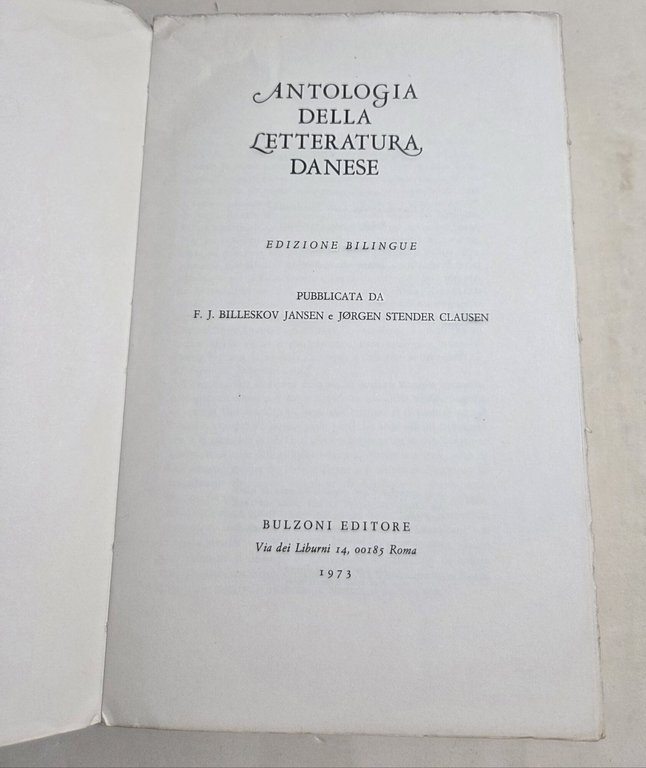 ANTOLOGIA
DELLA
LETTERATURA
DANESE
EDIZIONE BILINGUE
PUBBLICATA DA
F. J. BILLESKOV JANSEN e JØRGEN STENDER CLAUSEN
BULZONI EDITORE
Via dei Liburni 14, 00185 Roma
1973